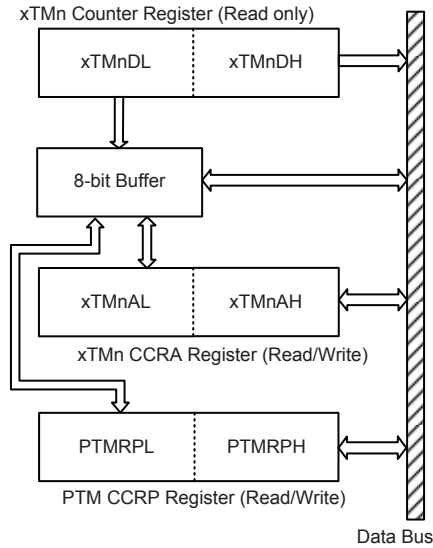 xTMn Counter Register (Read only)
xTMnDL xTMnDH
8-bit Buffer
xTMnAL xTMnAH
xTMn CCRA Register (Read/Write)
PTMRPL PTMRPH
PTM CCRP Register (Read/Write)
Data Bus